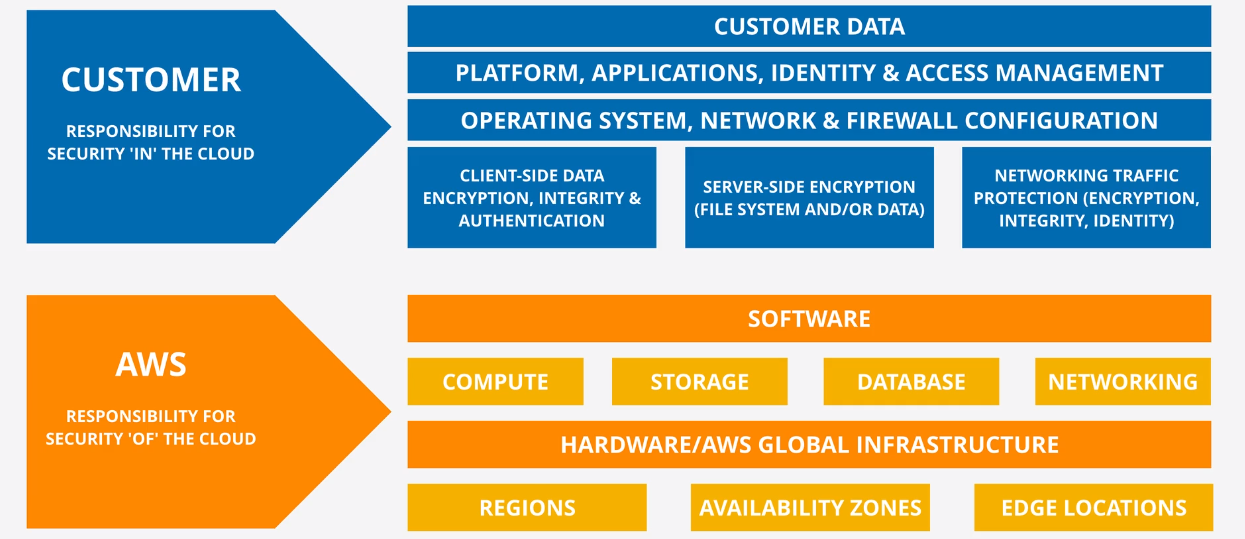 CUSTOMER
RESPONSIBILITY FOR
SECURITY 'IN' THE CLOUD
CUSTOMER DATA
PLATFORM, APPLICATIONS, IDENTITY & ACCESS MANAGEMENT
OPERATING SYSTEM, NETWORK & FIREWALL CONFIGURATION
CLIENT-SIDE DATA
ENCRYPTION, INTEGRITY &
AUTHENTICATION
SERVER-SIDE ENCRYPTION
(FILE SYSTEM AND/OR DATA)
NETWORKING TRAFFIC
PROTECTION (ENCRYPTION,
INTEGRITY, IDENTITY)
AWS
RESPONSIBILITY FOR
SECURITY 'OF' THE CLOUD
SOFTWARE
COMPUTE
STORAGE
DATABASE
NETWORKING
HARDWARE/AWS GLOBAL INFRASTRUCTURE
REGIONS
AVAILABILITY ZONES
EDGE LOCATIONS